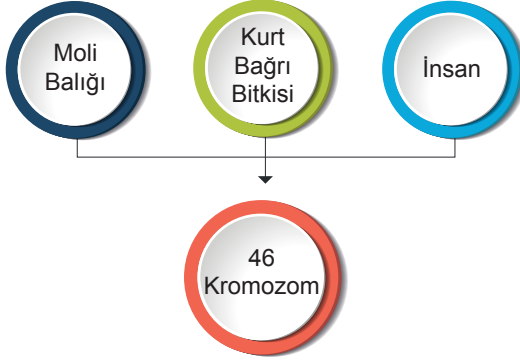 Moli
Balığı
Kurt
Bağrı
Bitkisi
İnsan
46
Kromozom